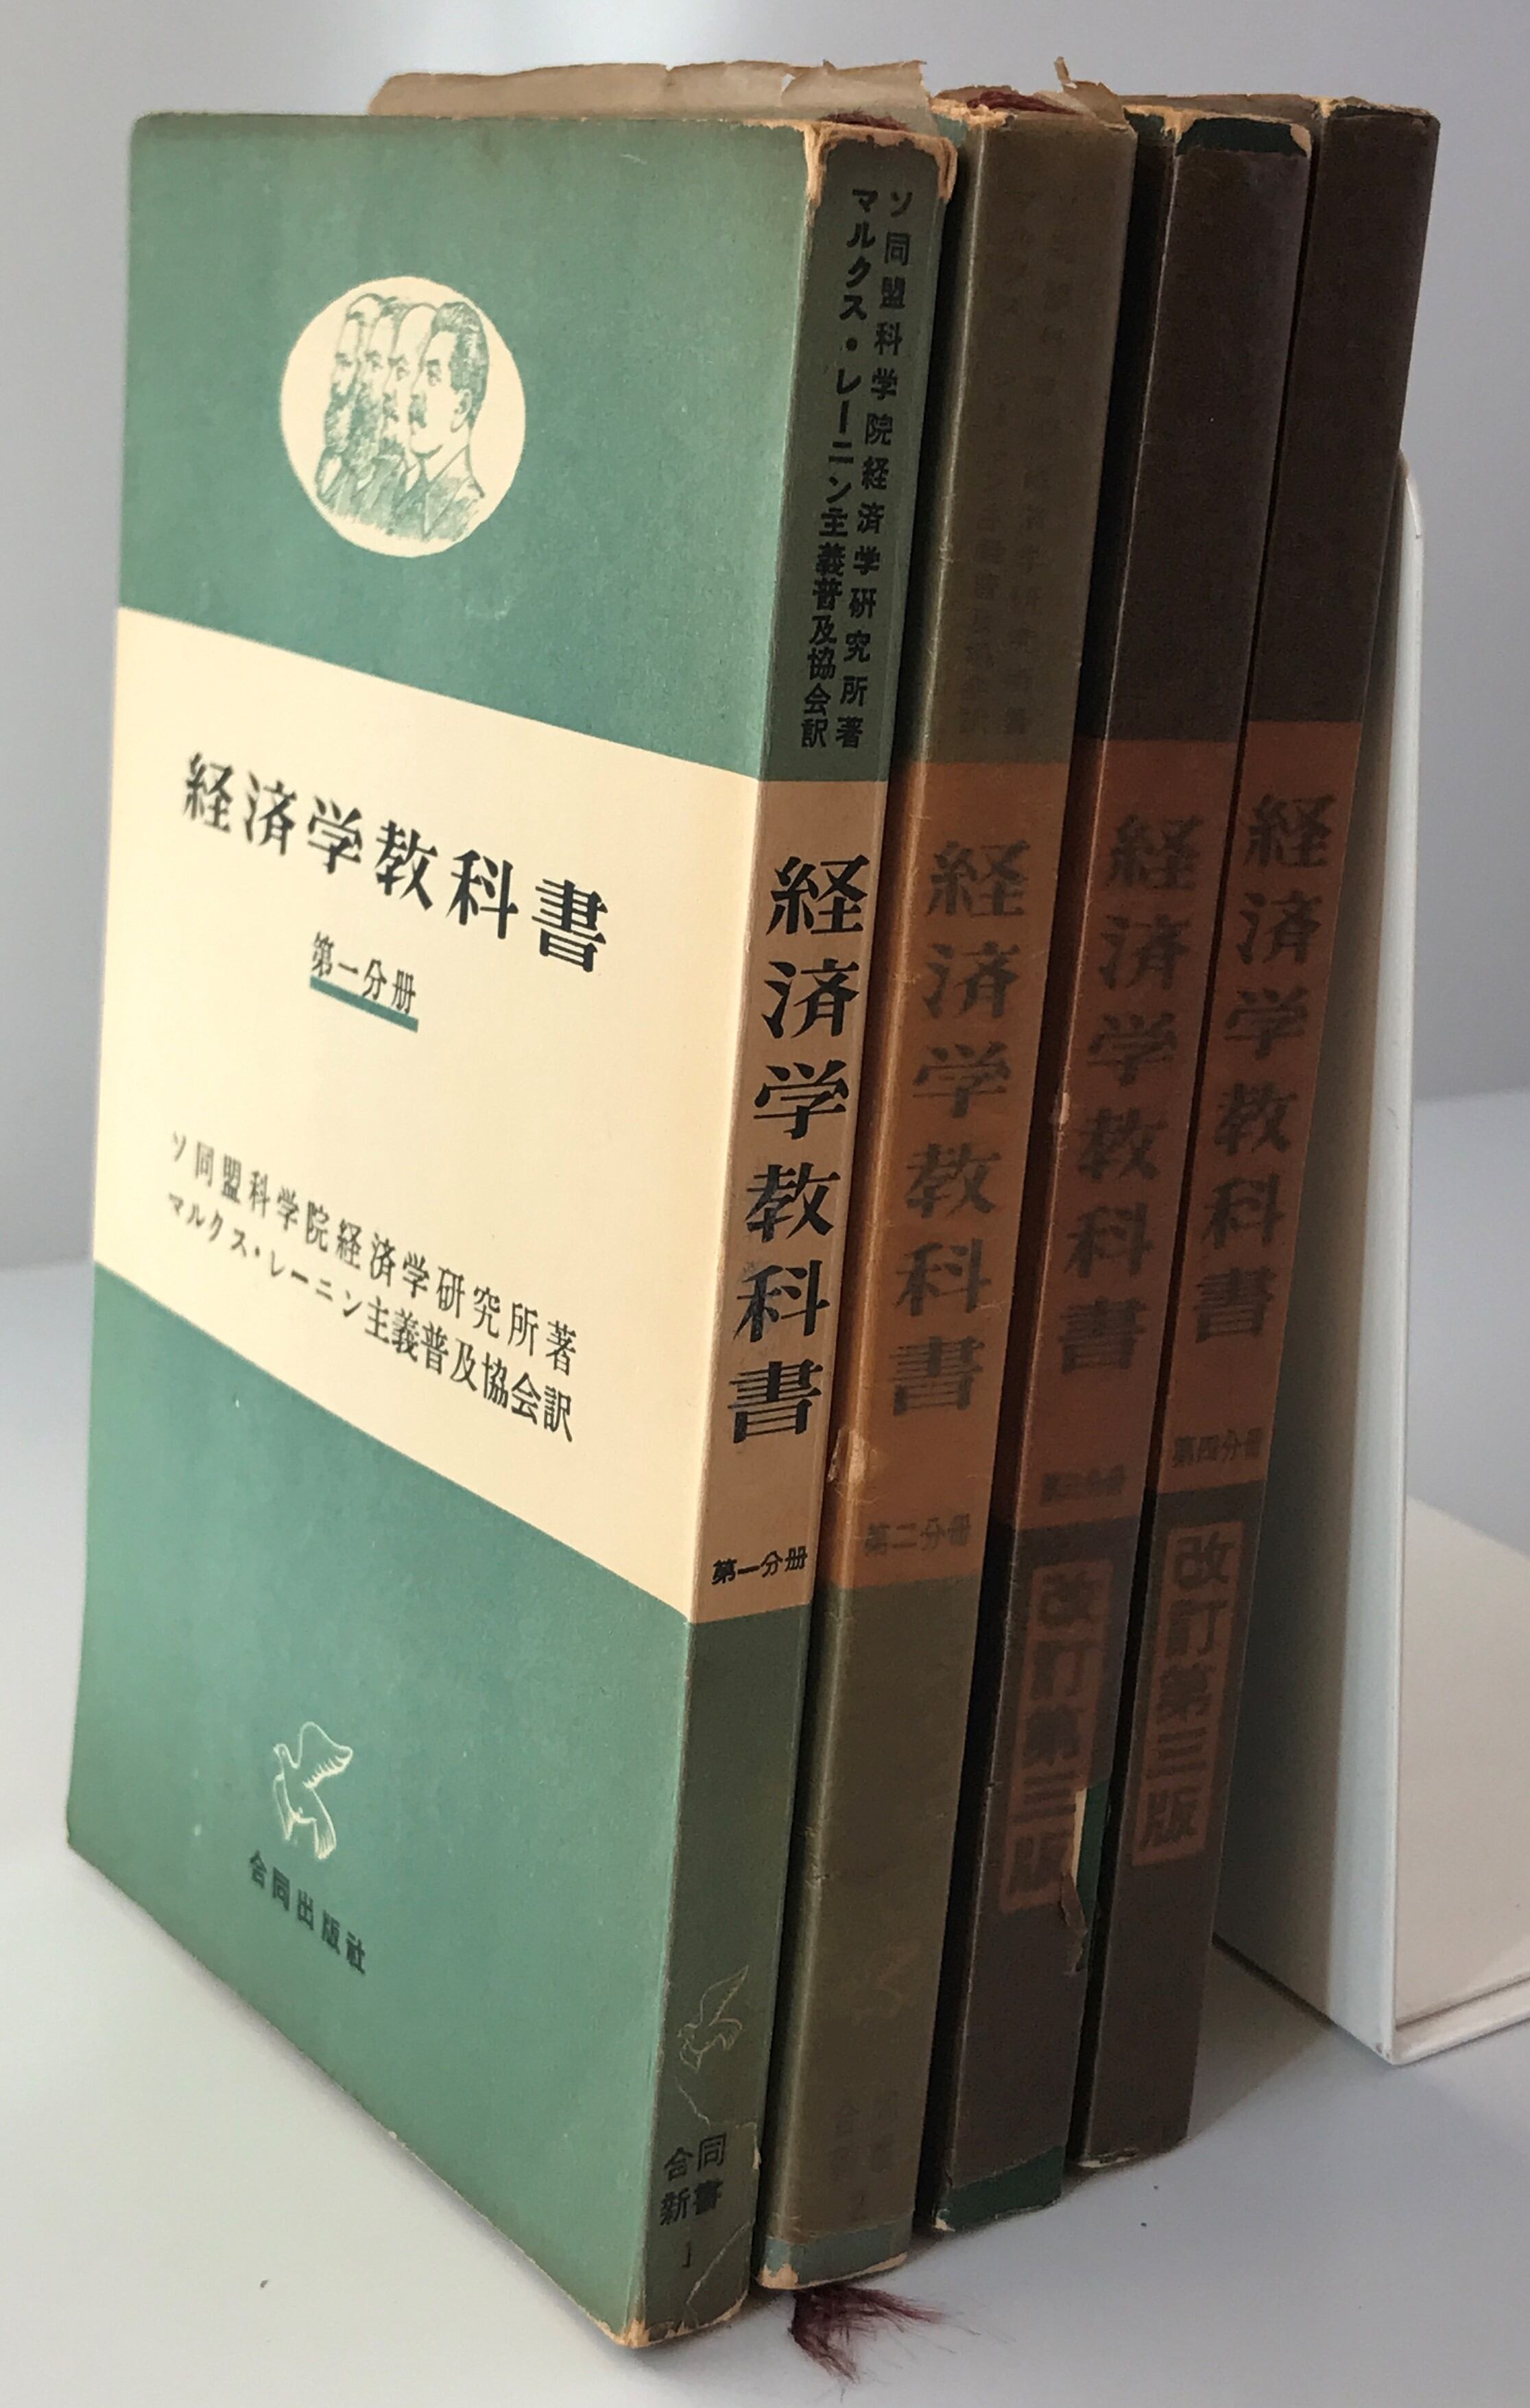 経済学教科書
第一分册
ソ同盟科学院経済学研究所著
マルクス・レーニン主義普及協会訳
合同出版社
ソ同盟科学院経済学研究所著
マルクス・レーニン主義普及協会訳
経済学教科書
第一分册
合同
新書
1
経済学教科書
第二分册
2
経済学教科書
改訂第三版
経済学教科書
第四分册
改訂第三版